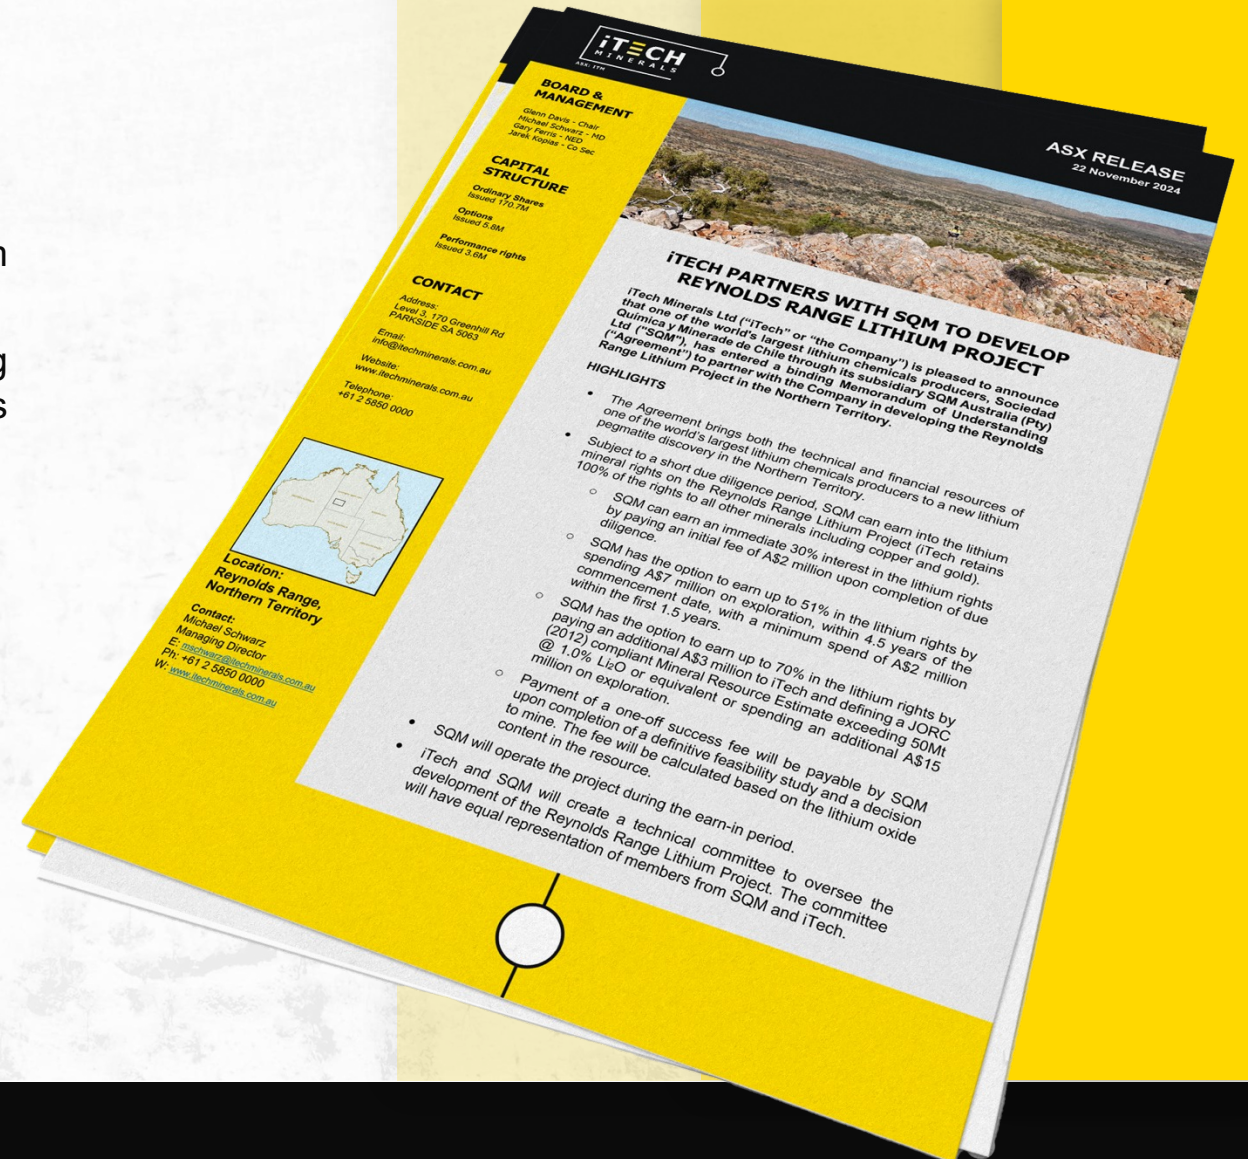 n
g
s
iTECH
MINERALS
ASX: ITM
ASX RELEASE
22 November 2024
BOARD &
MANAGEMENT
Glenn Davis - Chair
Michael Schwarz - MD
Gary Ferris - NED
Jarek Kopias - Co Sec
CAPITAL
STRUCTURE
Ordinary Shares
Issued 170.7M
Options
Issued 5.8M
Performance rights
Issued 3.6M
CONTACT
Address:
Level 3, 170 Greenhill Rd
PARKSIDE SA 5063
Email:
info@itechminerals.com.au
Website:
www.itechminerals.com.au
Telephone:
+61 2 5850 0000
Location:
Reynolds Range,
Northern Territory
Contact:
Michael Schwarz
Managing Director
E: mschwarz@itechminerals.com.au
Ph: +61 2 5850 0000
W: www.itechminerals.com.au
iTECH PARTNERS WITH SQM TO DEVELOP
REYNOLDS RANGE LITHIUM PROJECT
iTech Minerals Ltd ("iTech" or "the Company") is pleased to announce
that one of the world's largest lithium chemicals producers, Sociedad
Química y Minerade de Chile through its subsidiary SQM Australia (Pty)
Ltd ("SQM"), has entered a binding Memorandum of Understanding
("Agreement") to partner with the Company in developing the Reynolds
Range Lithium Project in the Northern Territory.
HIGHLIGHTS
• The Agreement brings both the technical and financial resources of
one of the world's largest lithium chemicals producers to a new lithium
pegmatite discovery in the Northern Territory.
• Subject to a short due diligence period, SQM can earn into the lithium
mineral rights on the Reynolds Range Lithium Project (iTech retains
100% of the rights to all other minerals including copper and gold).
○ SQM can earn an immediate 30% interest in the lithium rights
by paying an initial fee of A$2 million upon completion of due
diligence.
○ SQM has the option to earn up to 51% in the lithium rights by
spending A$7 million on exploration, within 4.5 years of the
commencement date, with a minimum spend of A$2 million
within the first 1.5 years.
○ SQM has the option to earn up to 70% in the lithium rights by
paying an additional A$3 million to iTech and defining a JORC
(2012) compliant Mineral Resource Estimate exceeding 50Mt
@ 1.0% Li₂O or equivalent or spending an additional A$15
million on exploration.
○ Payment of a one-off success fee will be payable by SQM
upon completion of a definitive feasibility study and a decision
to mine. The fee will be calculated based on the lithium oxide
content in the resource.
• SQM will operate the project during the earn-in period.
• iTech and SQM will create a technical committee to oversee the
development of the Reynolds Range Lithium Project. The committee
will have equal representation of members from SQM and iTech.